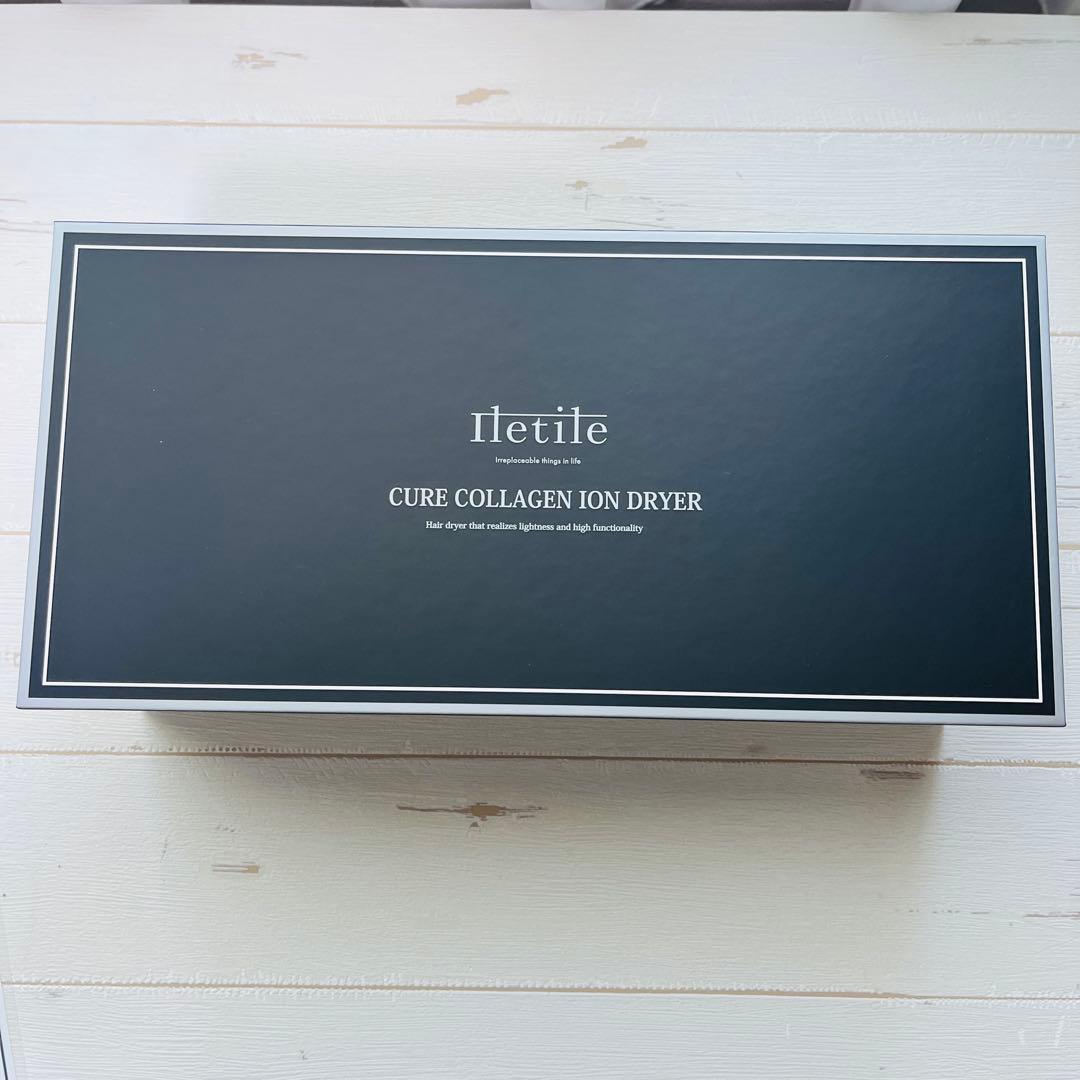 Iletile
Irreplaceable things in life
CURE COLLAGEN ION DRYER
Hair dryer that realizes lightness and high functionality